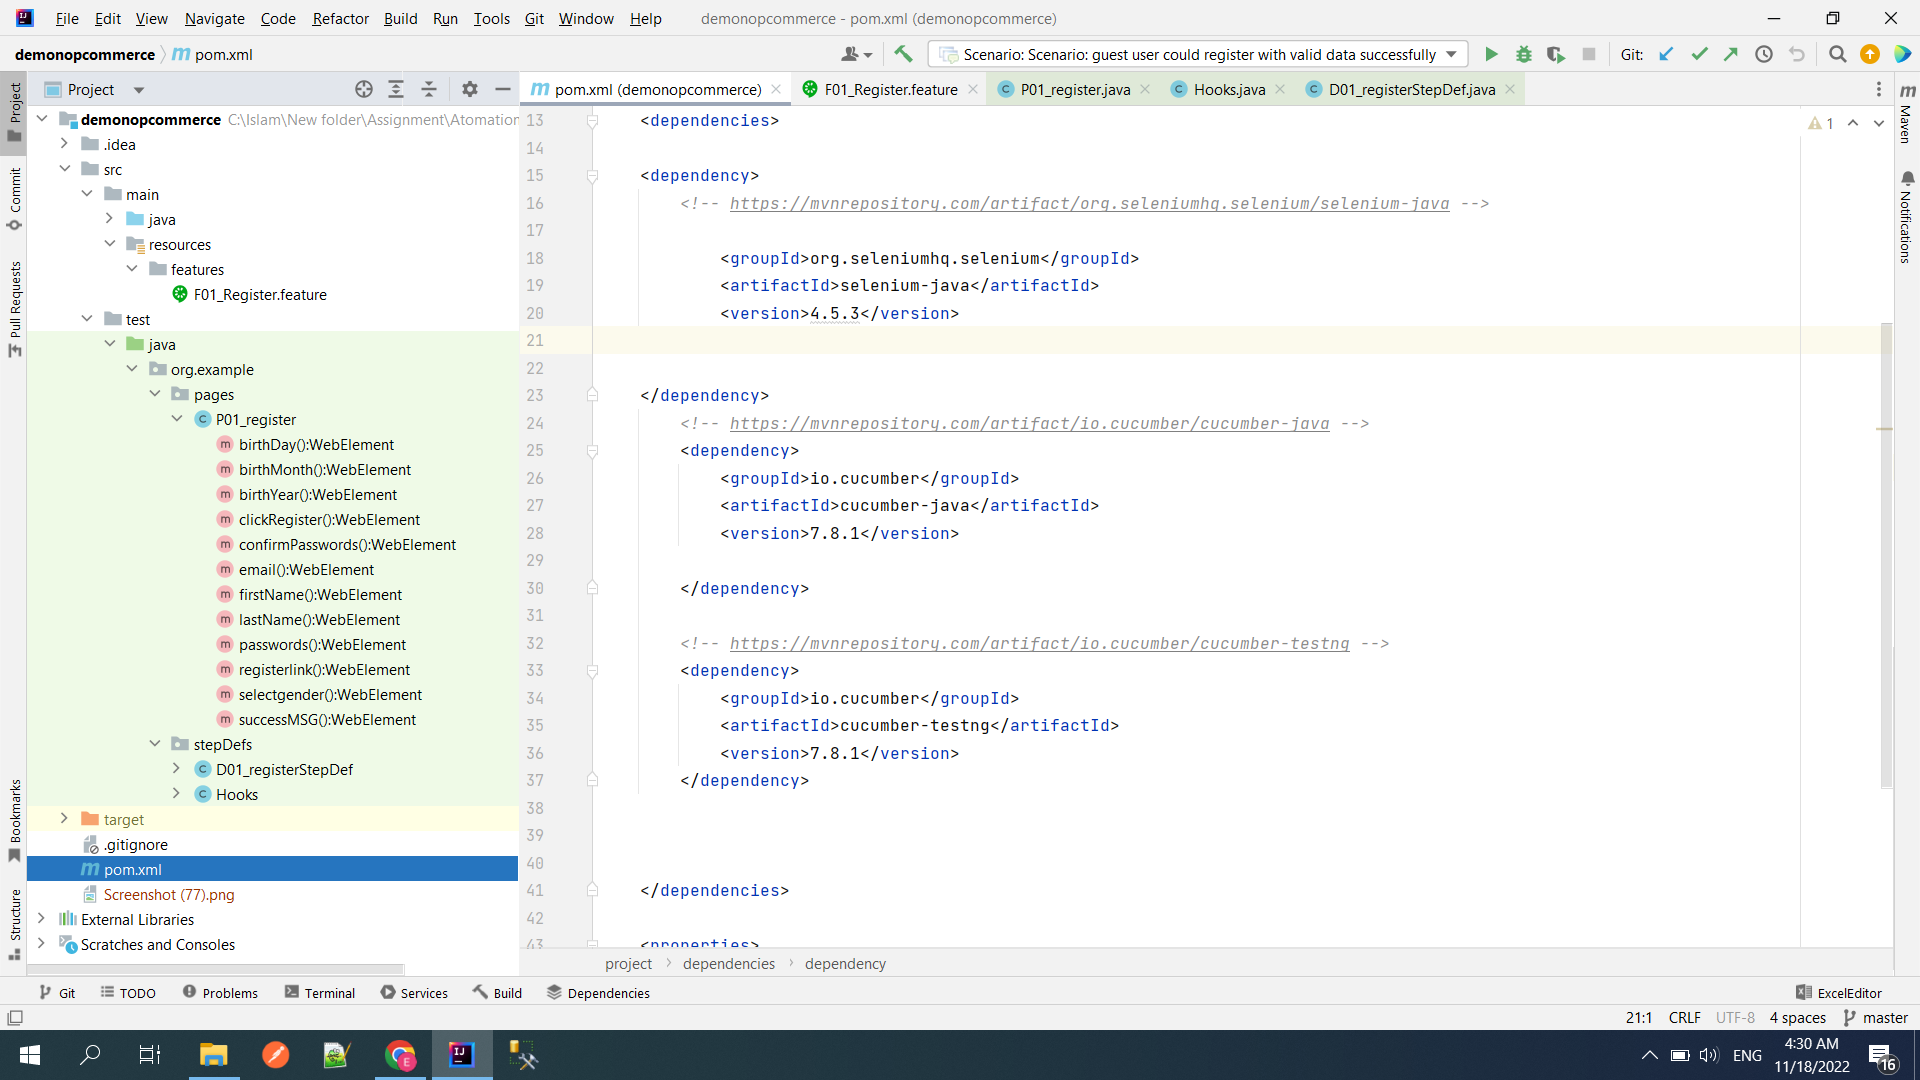 File Edit View Navigate Code Refactor Build Run Tools Git Window Help demonopcommerce - pom.xml (demonopcommerce)
demonopcommerce pom.xml Scenario: Scenario: guest user could register with valid data successfully Git:
Project
pom.xml (demonopcommerce) F01_Register.feature P01_register.java Hooks.java D01_registerStepDef.java
demonopcommerce C:\Islam\New folder\Assignment\Atomation
.idea
src
main
java
resources
features
F01_Register.feature
test
java
org.example
pages
P01_register
birthDay():WebElement
birthMonth():WebElement
birthYear():WebElement
clickRegister():WebElement
confirmPasswords():WebElement
email():WebElement
firstName():WebElement
lastName():WebElement
passwords():WebElement
registerlink():WebElement
selectgender():WebElement
successMSG():WebElement
stepDefs
D01_registerStepDef
Hooks
target
.gitignore
pom.xml
Screenshot (77).png
External Libraries
Scratches and Consoles
Project
Commit
Pull Requests
Bookmarks
Structure
13 <dependencies>
14
15 <dependency>
16 <!-- https://mvnrepository.com/artifact/org.seleniumhq.selenium/selenium-java -->
17
18 <groupId>org.seleniumhq.selenium</groupId>
19 <artifactId>selenium-java</artifactId>
20 <version>4.5.3</version>
21
22
23 </dependency>
24 <!-- https://mvnrepository.com/artifact/io.cucumber/cucumber-java -->
25 <dependency>
26 <groupId>io.cucumber</groupId>
27 <artifactId>cucumber-java</artifactId>
28 <version>7.8.1</version>
29
30 </dependency>
31
32 <!-- https://mvnrepository.com/artifact/io.cucumber/cucumber-testng -->
33 <dependency>
34 <groupId>io.cucumber</groupId>
35 <artifactId>cucumber-testng</artifactId>
36 <version>7.8.1</version>
37 </dependency>
38
39
40
41 </dependencies>
42
43 <properties>
1
Maven
Notifications
project dependencies dependency
Git TODO Problems Terminal Services Build Dependencies ExcelEditor
21:1 CRLF UTF-8 4 spaces master
ENG
4:30 AM
11/18/2022
16